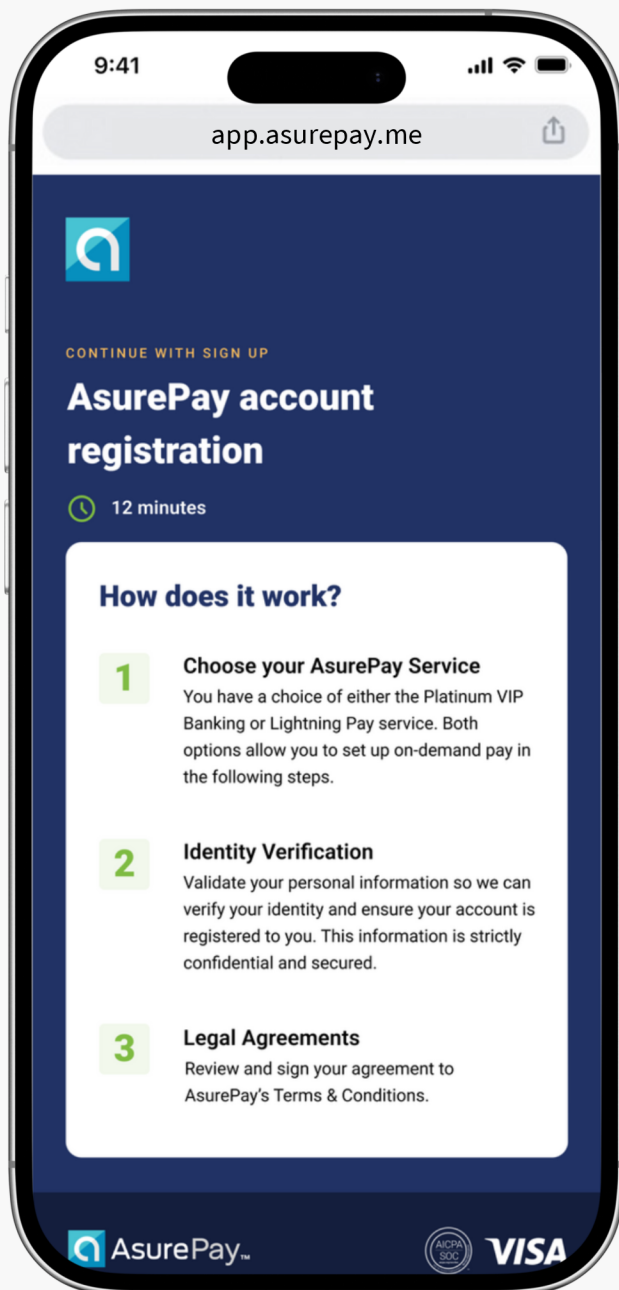 9:41
app.asurepay.me
CONTINUE WITH SIGN UP
AsurePay account
registration
12 minutes
How does it work?
1
Choose your AsurePay Service
You have a choice of either the Platinum VIP
Banking or Lightning Pay service. Both
options allow you to set up on-demand pay in
the following steps.
2
Identity Verification
Validate your personal information so we can
verify your identity and ensure your account is
registered to you. This information is strictly
confidential and secured.
3
Legal Agreements
Review and sign your agreement to
AsurePay's Terms & Conditions.
AsurePay™
AICPA
SOC
VISA